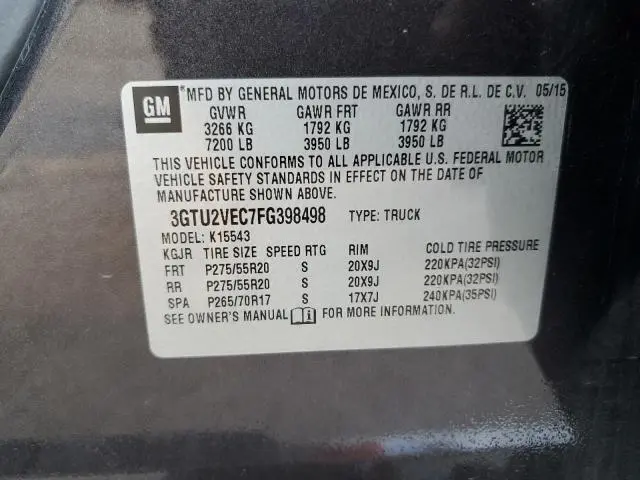 GM
*MFD BY GENERAL MOTORS DE MEXICO, S. DE R.L. DE C.V. 05/15
GVWR GAWR FRT GAWR RR
3266 KG 1792 KG 1792 KG
7200 LB 3950 LB 3950 LB
THIS VEHICLE CONFORMS TO ALL APPLICABLE U.S. FEDERAL MOTOR
VEHICLE SAFETY STANDARDS IN EFFECT ON THE DATE OF
MANUFACTURE SHOWN ABOVE.
3GTU2VEC7FG398498 TYPE: TRUCK
MODEL: K15543
KGJR TIRE SIZE SPEED RTG RIM COLD TIRE PRESSURE
FRT P275/55R20 S 20X9J 220KPA(32PSI)
RR P275/55R20 S 20X9J 220KPA(32PSI)
SPA P265/70R17 S 17X7J 240KPA(35PSI)
SEE OWNER'S MANUAL i FOR MORE INFORMATION.